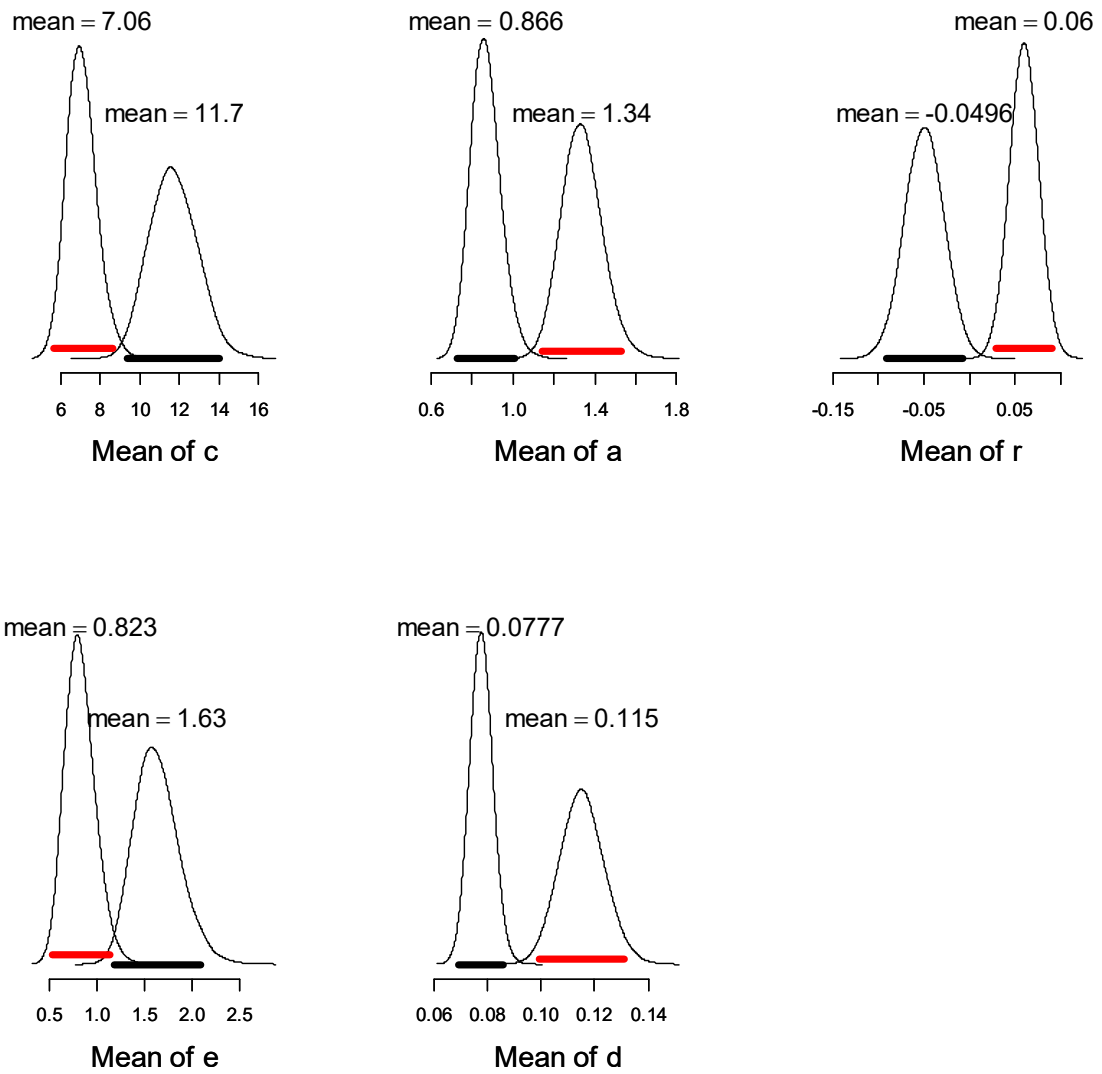 mean = 7.06
mean = 11.7
6 8 10 12 14 16
Mean of c
mean = 0.866
mean = 1.34
0.6 1.0 1.4 1.8
Mean of a
mean = 0.06
mean = -0.0496
-0.15 -0.05 0.05
Mean of r
mean = 0.823
mean = 1.63
0.5 1.0 1.5 2.0 2.5
Mean of e
mean = 0.0777
mean = 0.115
0.06 0.08 0.10 0.12 0.14
Mean of d